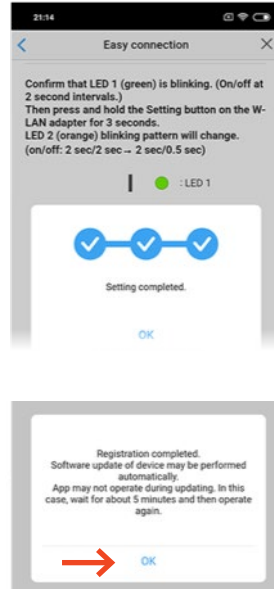 21:14
Easy connection
Confirm that LED 1 (green) is blinking. (On/off at
2 second intervals.)
Then press and hold the Setting button on the W-
LAN adapter for 3 seconds.
LED 2 (orange) blinking pattern will change.
(on/off: 2 sec/2 sec→ 2 sec/0.5 sec)
: LED 1
Setting completed.
OK
Registration completed.
Software update of device may be performed
automatically.
App may not operate during updating. In this
case, wait for about 5 minutes and then operate
again.
OK